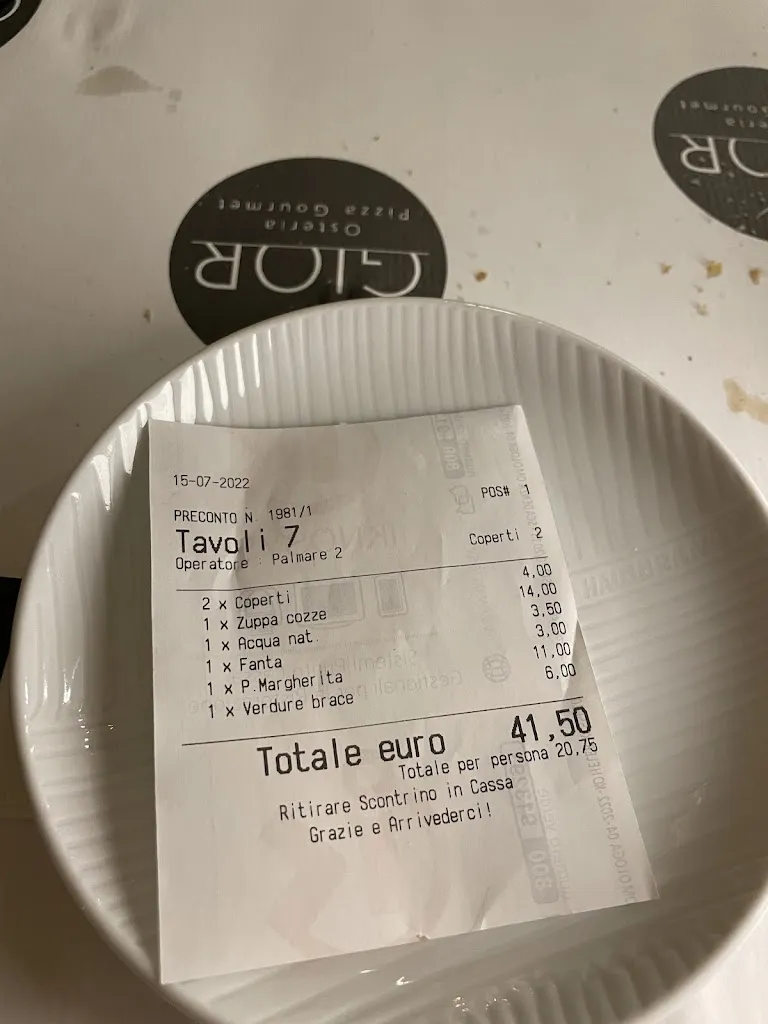 GIOR
Osteria
Pizza Gourmet
OR
ria
ourmet
15-07-2022
POS# 1
PRECONTO N. 1981/1
Tavoli 7
Coperti 2
Operatore : Palmare 2
2 x Coperti 4,00
1 x Zuppa cozze 14,00
1 x Acqua nat. 3,50
1 x Fanta 3,00
1 x P.Margherita 11,00
1 x Verdure brace 6,00
Totale euro 41,50
Totale per persona 20,75
Ritirare Scontrino in Cassa
Grazie e Arrivederci!